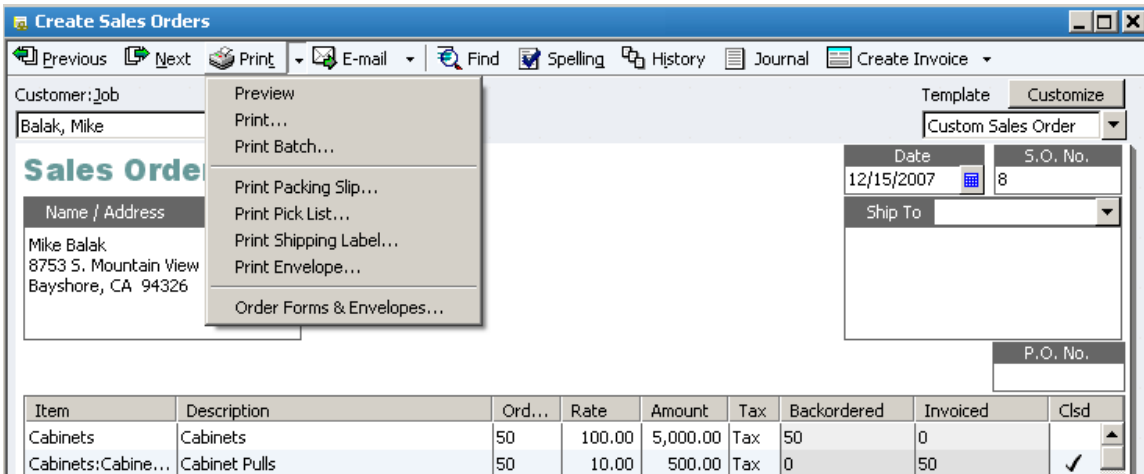 Create Sales Orders
Previous Next Print E-mail Find Spelling History Journal Create Invoice
Customer:Job
Template Customize
Balak, Mike
Custom Sales Order
Preview
Print...
Print Batch...
Print Packing Slip...
Print Pick List...
Print Shipping Label...
Print Envelope...
Order Forms & Envelopes...
Sales Order
Date S.O. No.
12/15/2007 8
Name / Address
Ship To
Mike Balak
8753 S. Mountain View
Bayshore, CA 94326
P.O. No.
Item Description Ord... Rate Amount Tax Backordered Invoiced Clsd
Cabinets Cabinets 50 100.00 5,000.00 Tax 50 0
Cabinets:Cabine... Cabinet Pulls 50 10.00 500.00 Tax 0 50 ✓